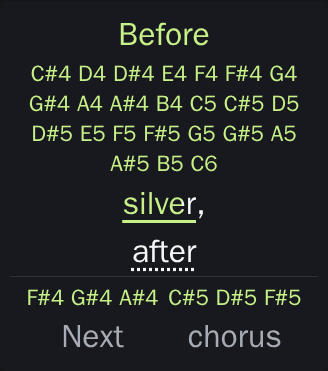 Before
C#4 D4 D#4 E4 F4 F#4 G4
G#4 A4 A#4 B4 C5 C#5 D5
D#5 E5 F5 F#5 G5 G#5 A5
A#5 B5 C6
silver,
after
F#4 G#4 A#4 C#5 D#5 F#5
Next chorus